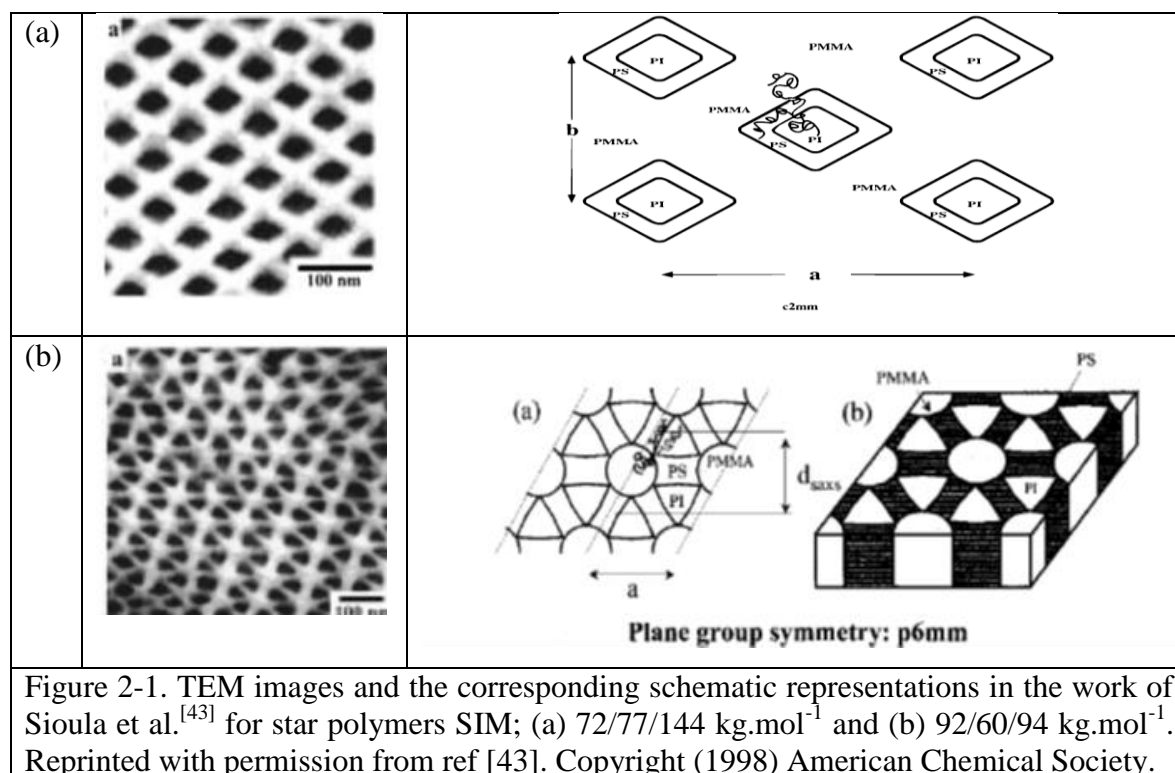 (a)
a
100 nm
PI
PS
PMMA
PI
PS
b
PMMA
PMMA
PS
PI
PMMA
PI
PS
PI
PS
a
c2mm
(b)
a
100 nm
(a)
PMMA
PS
PI
d saxs
a
(b)
PMMA
PS
PI
Plane group symmetry: p6mm
Figure 2-1. TEM images and the corresponding schematic representations in the work of
Sioula et al.[43] for star polymers SIM; (a) 72/77/144 kg.mol-1 and (b) 92/60/94 kg.mol-1.
Reprinted with permission from ref [43]. Copyright (1998) American Chemical Society.